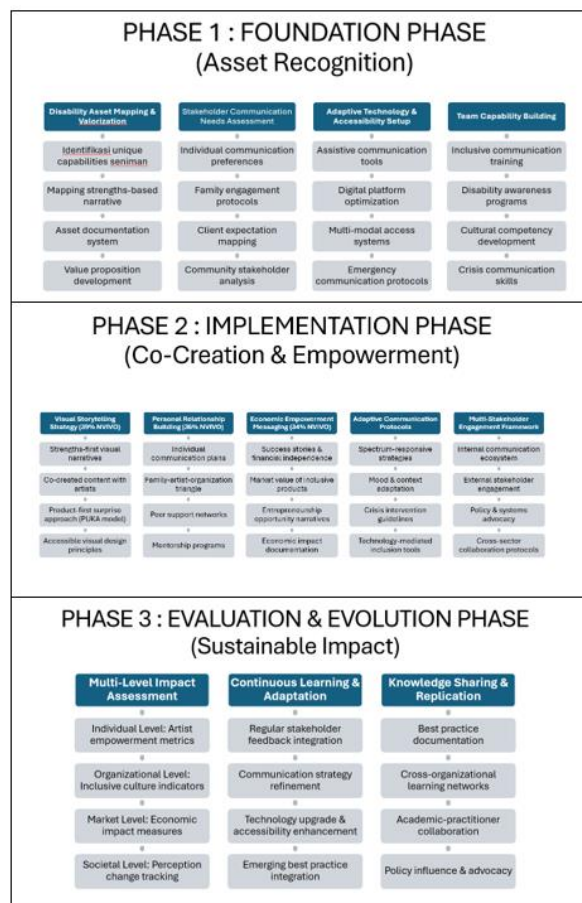 PHASE 1 : FOUNDATION PHASE
(Asset Recognition)
Disability Asset Mapping &
Valorization
Identifikasi unique
capabilities seniman
Mapping strengths-based
narrative
Asset documentation
system
Value proposition
development
Stakeholder Communication
Needs Assessment
Individual communication
preferences
Family engagement
protocols
Client expectation
mapping
Community stakeholder
analysis
Adaptive Technology &
Accessibility Setup
Assistive communication
tools
Digital platform
optimization
Multi-modal access
systems
Emergency
communication protocols
Team Capability Building
Inclusive communication
training
Disability awareness
programs
Cultural competency
development
Crisis communication
skills
PHASE 2 : IMPLEMENTATION PHASE
(Co-Creation & Empowerment)
Visual Storytelling
Strategy (39% NVIVO)
Strengths-first visual
narratives
Co-created content with
artists
Product-first surprise
approach (PUKA model)
Accessible visual design
principles
Personal Relationship
Building (36% NVIVO)
Individual
communication plans
Family-artist-organization
triangle
Peer support networks
Mentorship programs
Economic Empowerment
Messaging (34% NVIVO)
Success stories &
financial independence
Market value of inclusive
products
Entrepreneurship
opportunity narratives
Economic impact
documentation
Adaptive Communication
Protocols
Spectrum-responsive
strategies
Mood & context
adaptation
Crisis intervention
guidelines
Technology-mediated
inclusion tools
Multi-Stakeholder
Engagement Framework
Internal communication
ecosystem
External stakeholder
engagement
Policy & systems
advocacy
Cross-sector
collaboration protocols
PHASE 3 : EVALUATION & EVOLUTION PHASE
(Sustainable Impact)
Multi-Level Impact
Assessment
Individual Level: Artist
empowerment metrics
Organizational Level:
Inclusive culture indicators
Market Level: Economic
impact measures
Societal Level: Perception
change tracking
Continuous Learning &
Adaptation
Regular stakeholder
feedback integration
Communication strategy
refinement
Technology upgrade &
accessibility enhancement
Emerging best practice
integration
Knowledge Sharing &
Replication
Best practice
documentation
Cross-organizational
learning networks
Academic-practitioner
collaboration
Policy influence & advocacy